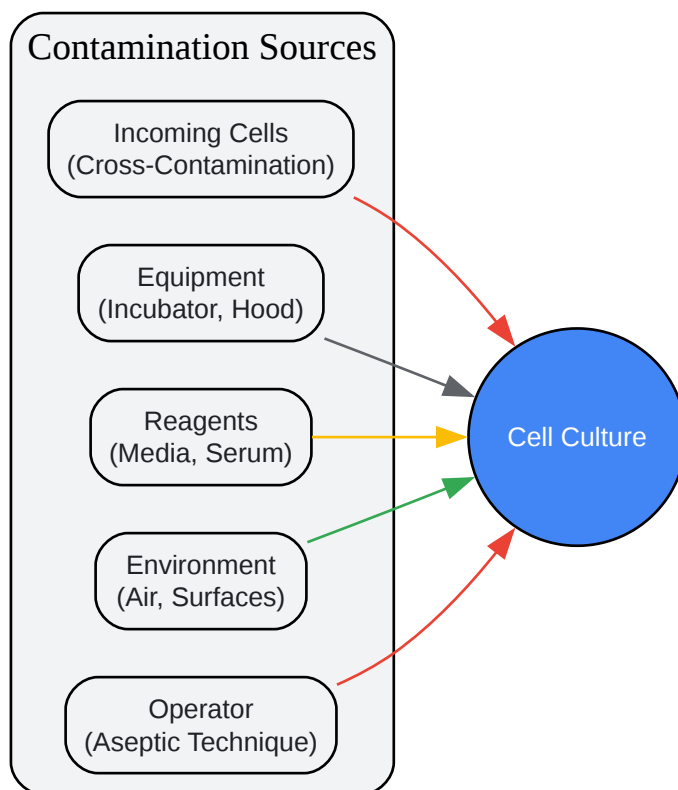 Contamination Sources
Incoming Cells
(Cross-Contamination)
Equipment
(Incubator, Hood)
Reagents
(Media, Serum)
Cell Culture
Environment
(Air, Surfaces)
Operator
(Aseptic Technique)